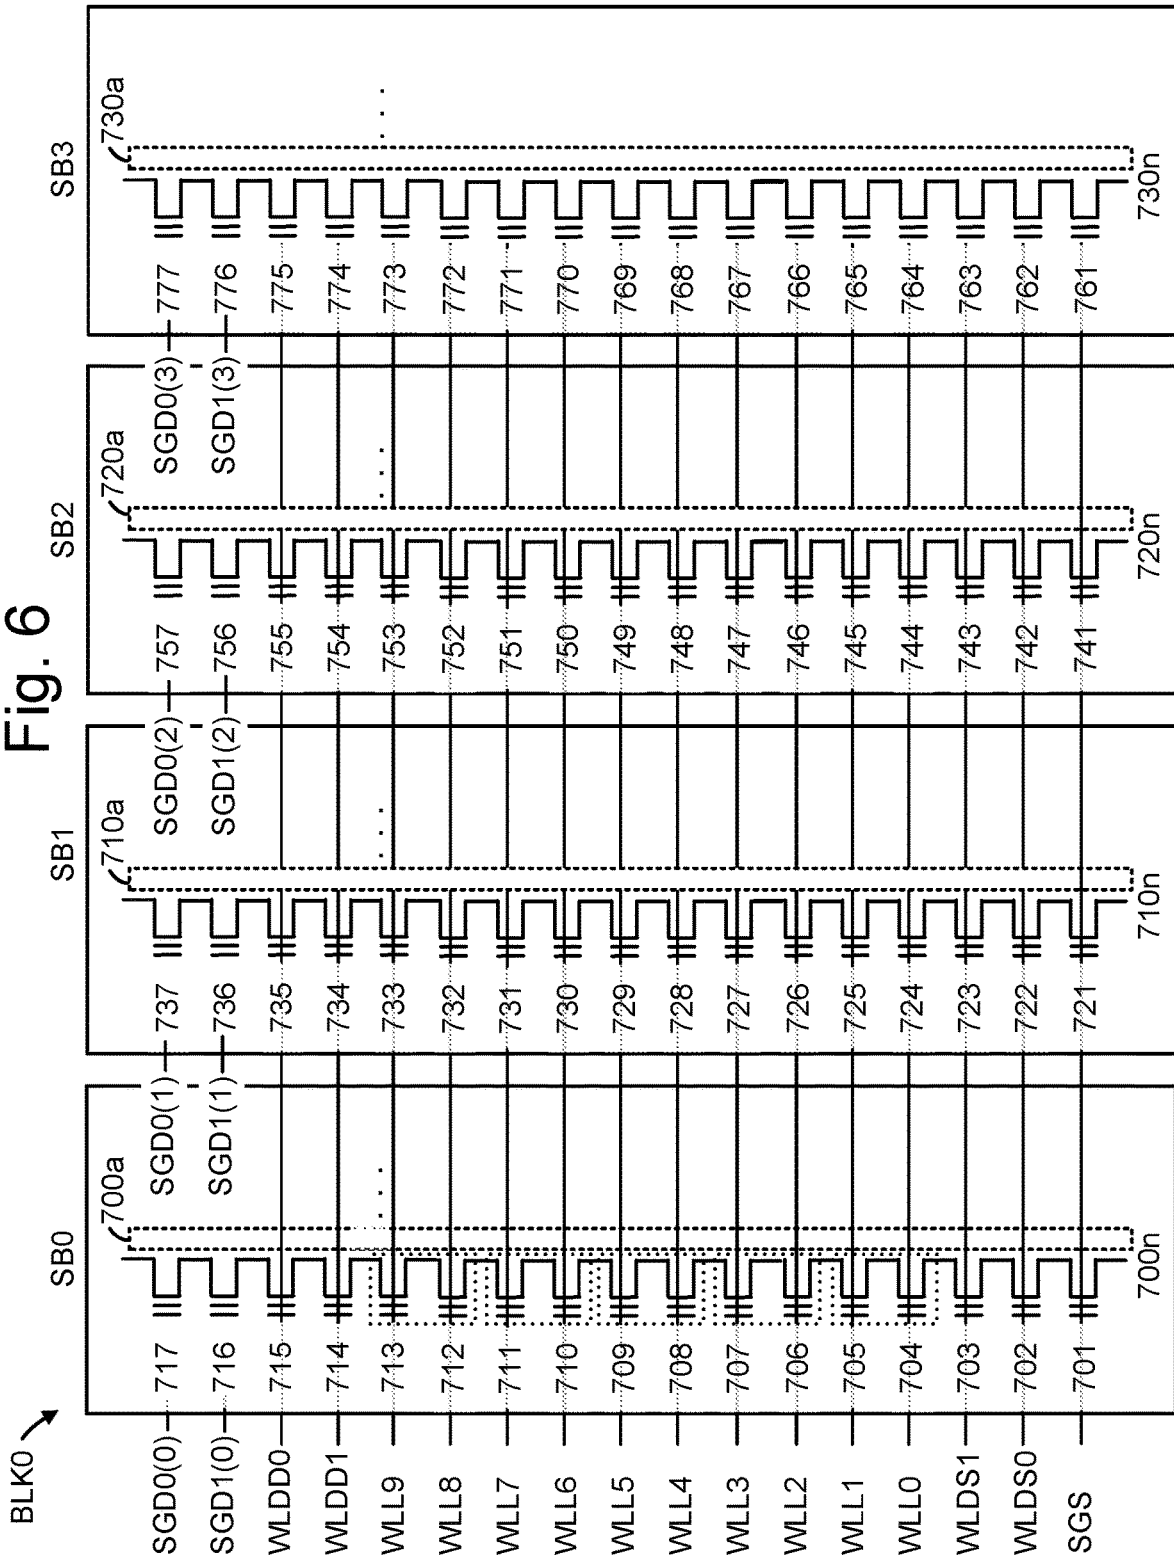 Fig. 6
BLK0
SB0
SB1
SB2
SB3
700a
710a
720a
730a
SGD0(0) 717 SGD0(1) 737 SGD0(2) 757 SGD0(3) 777
SGD1(0) 716 SGD1(1) 736 SGD1(2) 756 SGD1(3) 776
WLDD0 715 735 755 775
WLDD1 714 734 754 774
WLL9 713 733 753 773
WLL8 712 732 752 772
WLL7 711 731 751 771
WLL6 710 730 750 770
WLL5 709 729 749 769
WLL4 708 728 748 768
WLL3 707 727 747 767
WLL2 706 726 746 766
WLL1 705 725 745 765
WLL0 704 724 744 764
WLDS1 703 723 743 763
WLDS0 702 722 742 762
SGS 701 721 741 761
700n
710n
720n
730n